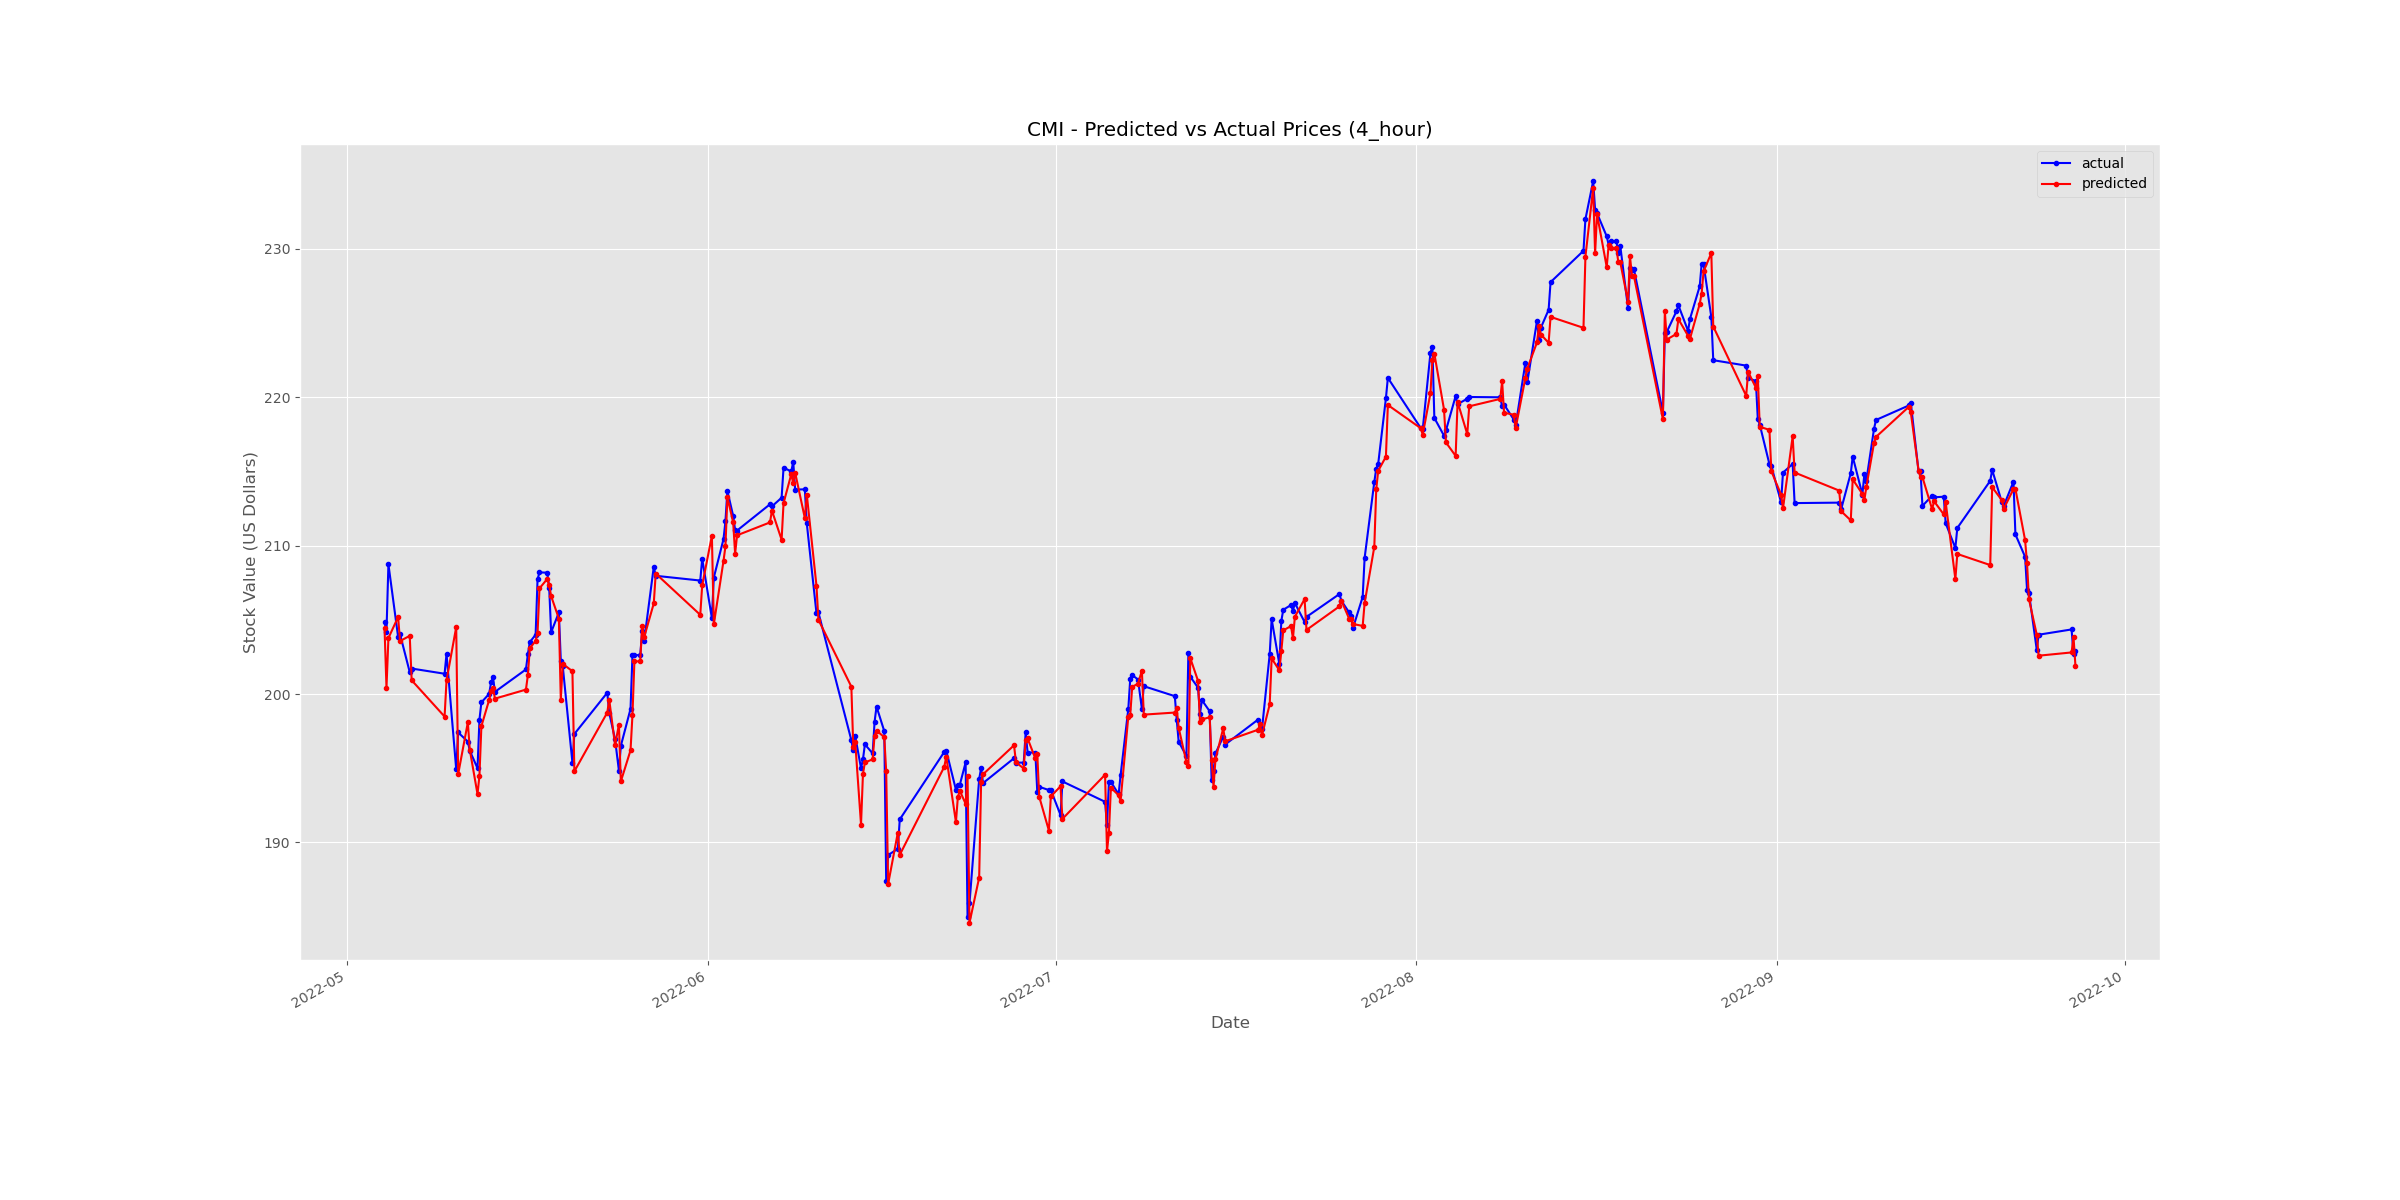 CMI - Predicted vs Actual Prices (4_hour)
actual
predicted
Stock Value (US Dollars)
230
220
210
200
190
2022-05
2022-06
2022-07
2022-08
2022-09
2022-10
Date